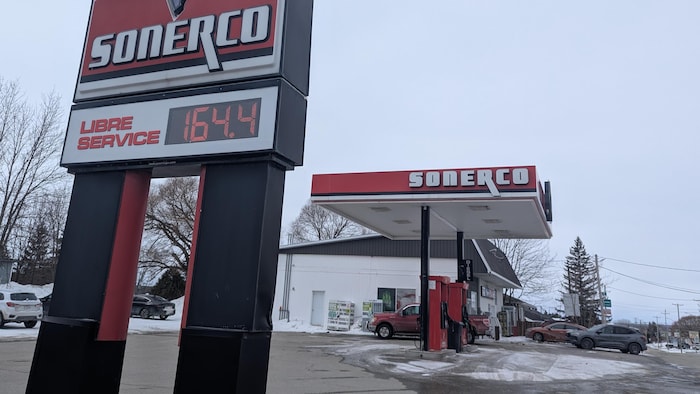 SONERCO
LIBRE
SERVICE
164.4
SONERCO